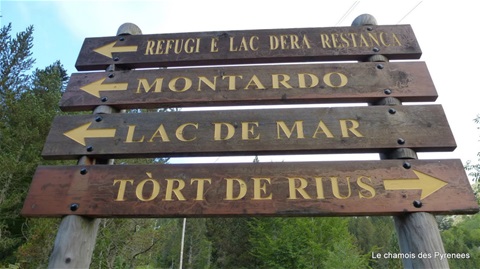 REFUGI E LAC DERA RESTANCA
MONTARDO
LAC DE MAR
TÒRT DE RIUS
Le chamois des Pyrenees